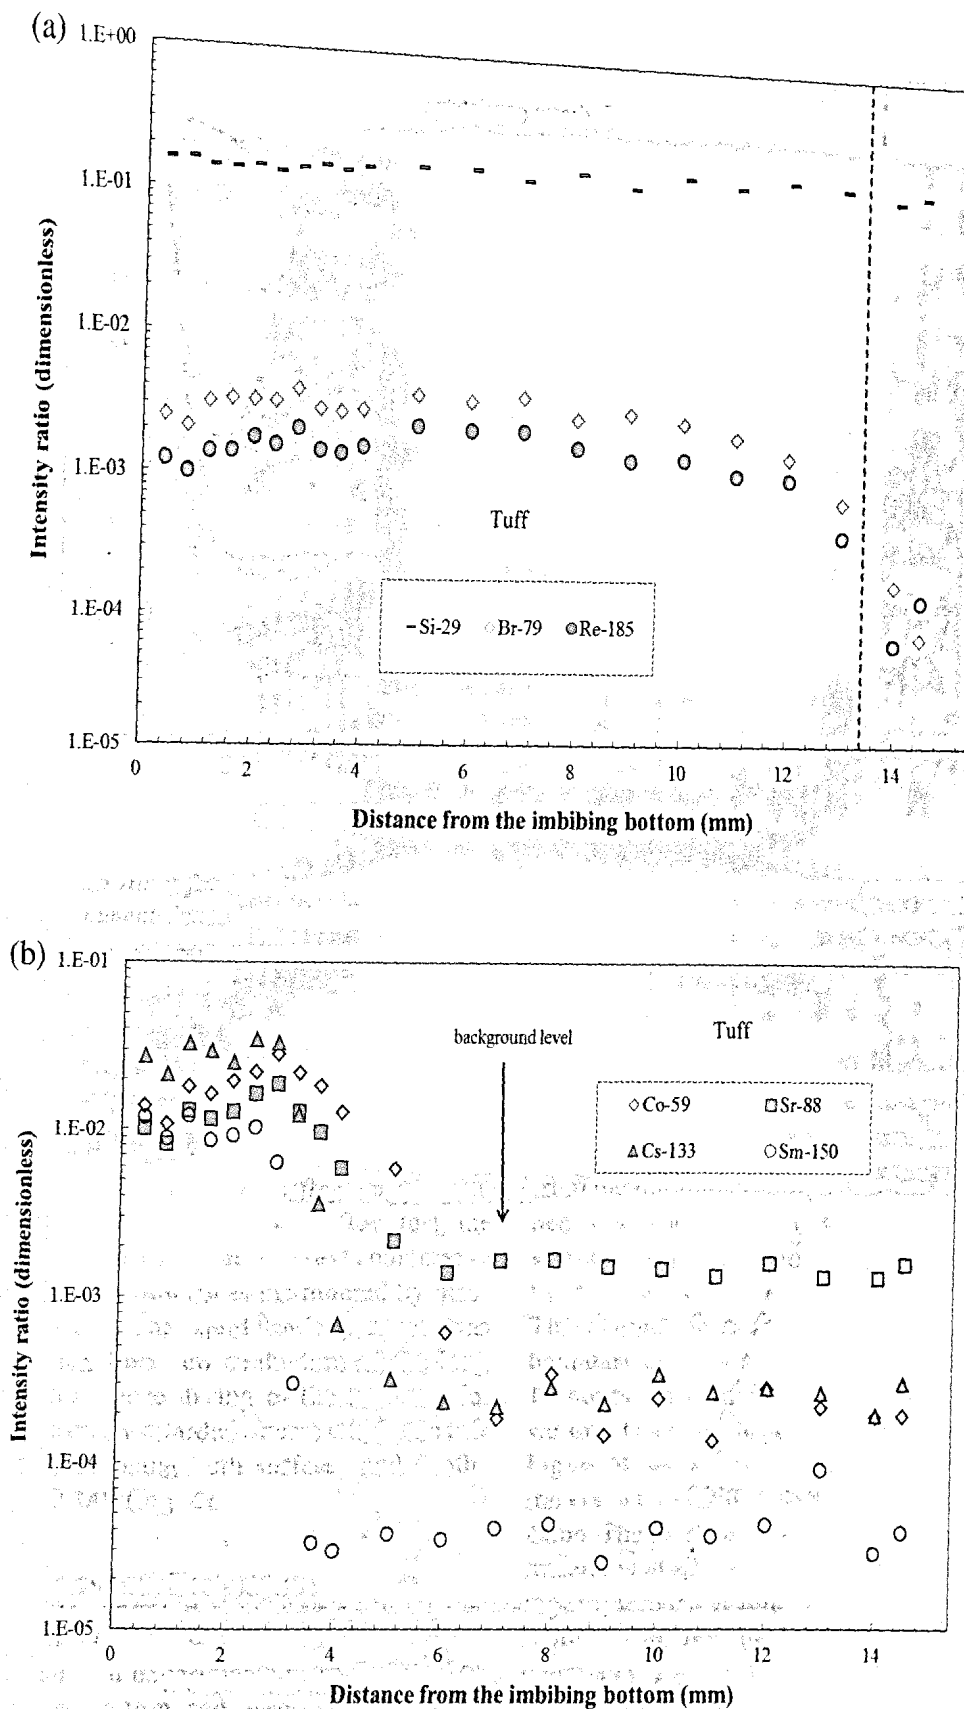 (a)
1.E+00
1.E-01
1.E-02
1.E-03
1.E-04
1.E-05
Intensity ratio (dimensionless)
Tuff
Si-29 Br-79 Re-185
0 2 4 6 8 10 12 14
Distance from the imbibing bottom (mm)
(b)
1.E-01
1.E-02
1.E-03
1.E-04
1.E-05
Intensity ratio (dimensionless)
background level
Tuff
Co-59 Sr-88
Cs-133 Sm-150
0 2 4 6 8 10 12 14
Distance from the imbibing bottom (mm)